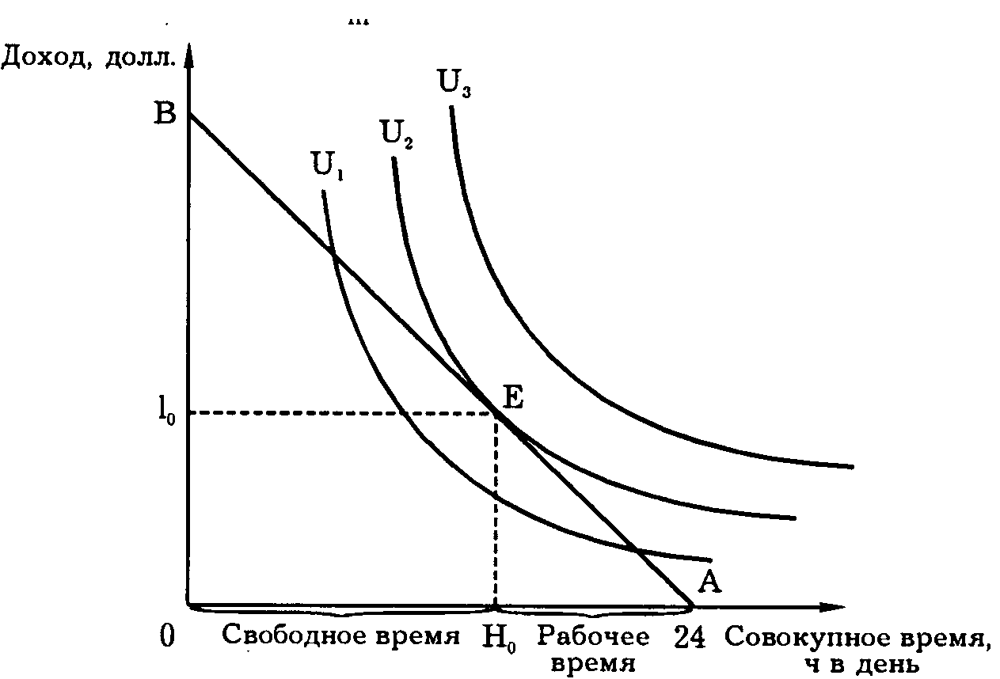 Доход, долл.
B
U₃
U₂
U₁
E
l₀
A
0 Свободное время H₀ Рабочее время 24 Совокупное время, ч в день